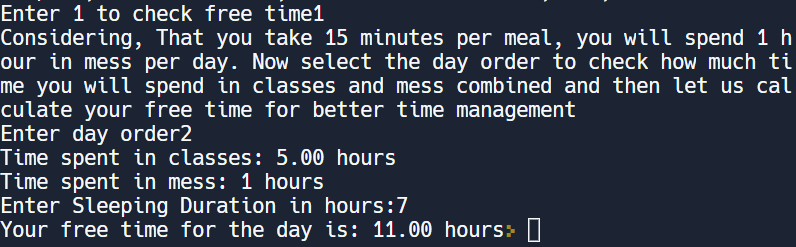 Enter 1 to check free time1
Considering, That you take 15 minutes per meal, you will spend 1 h
our in mess per day. Now select the day order to check how much ti
me you will spend in classes and mess combined and then let us cal
culate your free time for better time management
Enter day order2
Time spent in classes: 5.00 hours
Time spent in mess: 1 hours
Enter Sleeping Duration in hours:7
Your free time for the day is: 11.00 hours